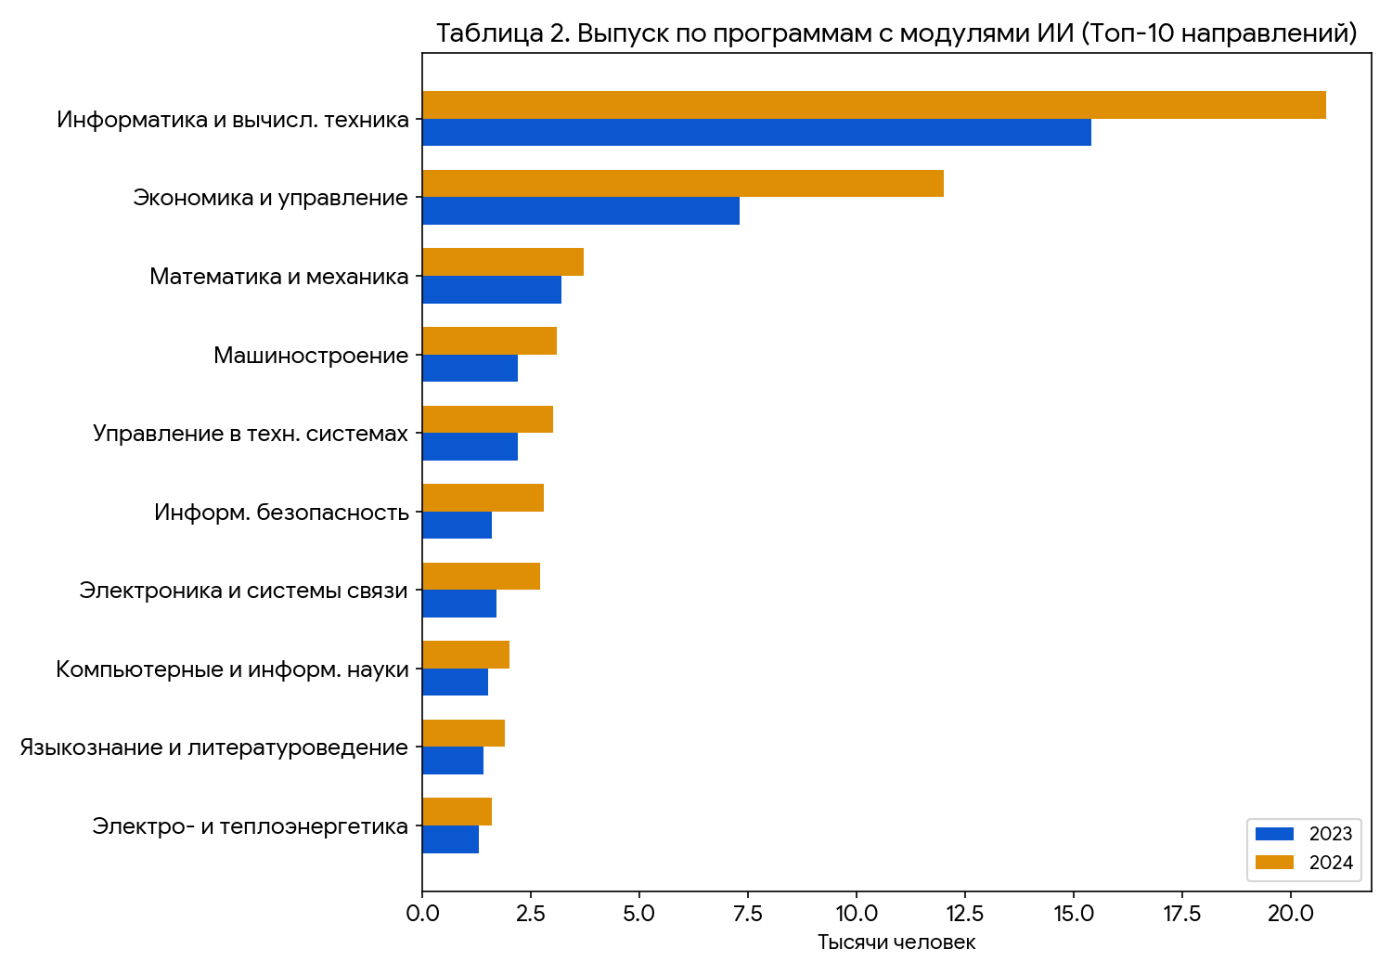 Таблица 2. Выпуск по программам с модулями ИИ (Топ-10 направлений)
Информатика и вычисл. техника
Экономика и управление
Математика и механика
Машиностроение
Управление в техн. системах
Информ. безопасность
Электроника и системы связи
Компьютерные и информ. науки
Языкознание и литературоведение
Электро- и теплоэнергетика
2023
2024
0.0 2.5 5.0 7.5 10.0 12.5 15.0 17.5 20.0
Тысячи человек